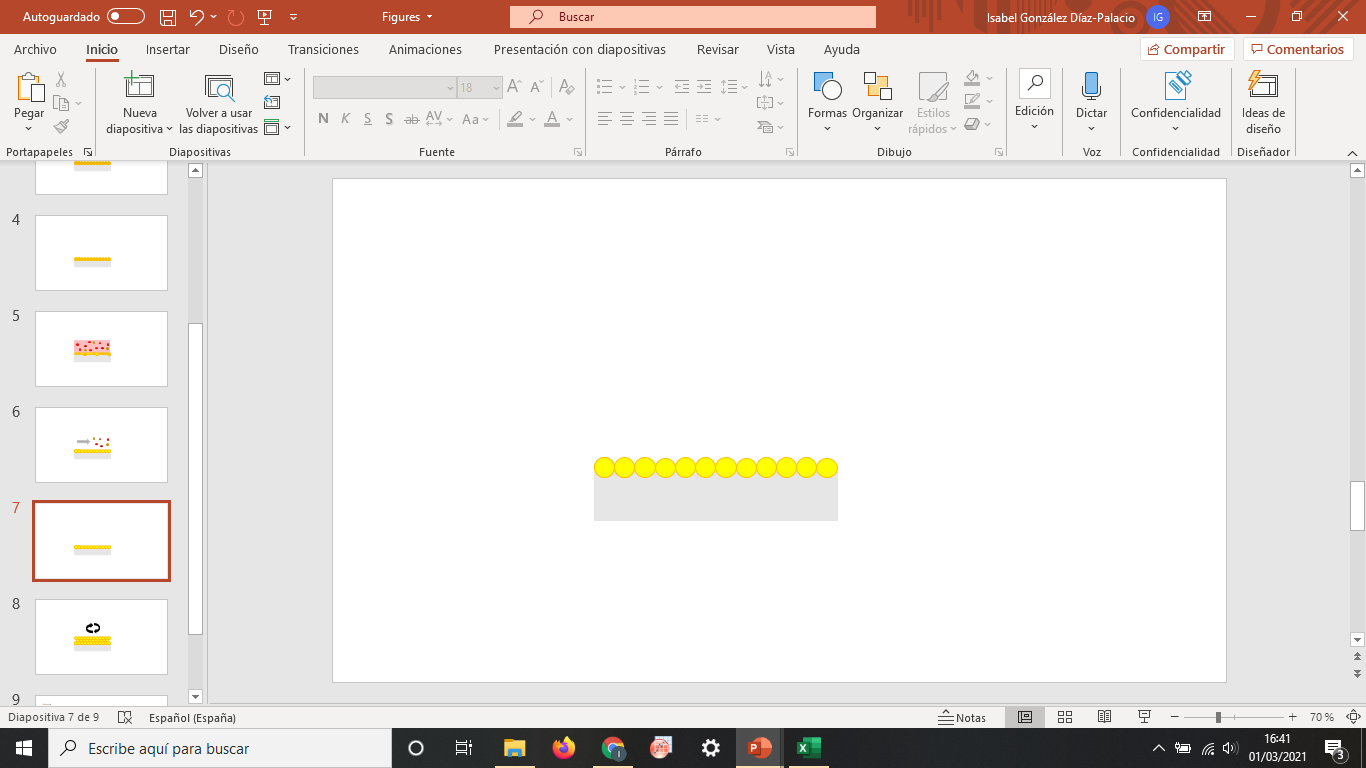 Autoguardado
Figures
Buscar
Isabel González Díaz-Palacio
IG
Archivo Inicio Insertar Diseño Transiciones Animaciones Presentación con diapositivas Revisar Vista Ayuda
Compartir Comentarios
Pegar
Nueva diapositiva
Volver a usar las diapositivas
18
N K S S ab AV Aa A
Formas Organizar Estilos rápidos
Edición
Dictar
Confidencialidad
Ideas de diseño
Portapapeles Diapositivas Fuente Párrafo Dibujo Voz Confidencialidad Diseñador
4
5
6
7
8
9
Diapositiva 7 de 9 Español (España) Notas 70 %
Escribe aquí para buscar
16:41
01/03/2021
3